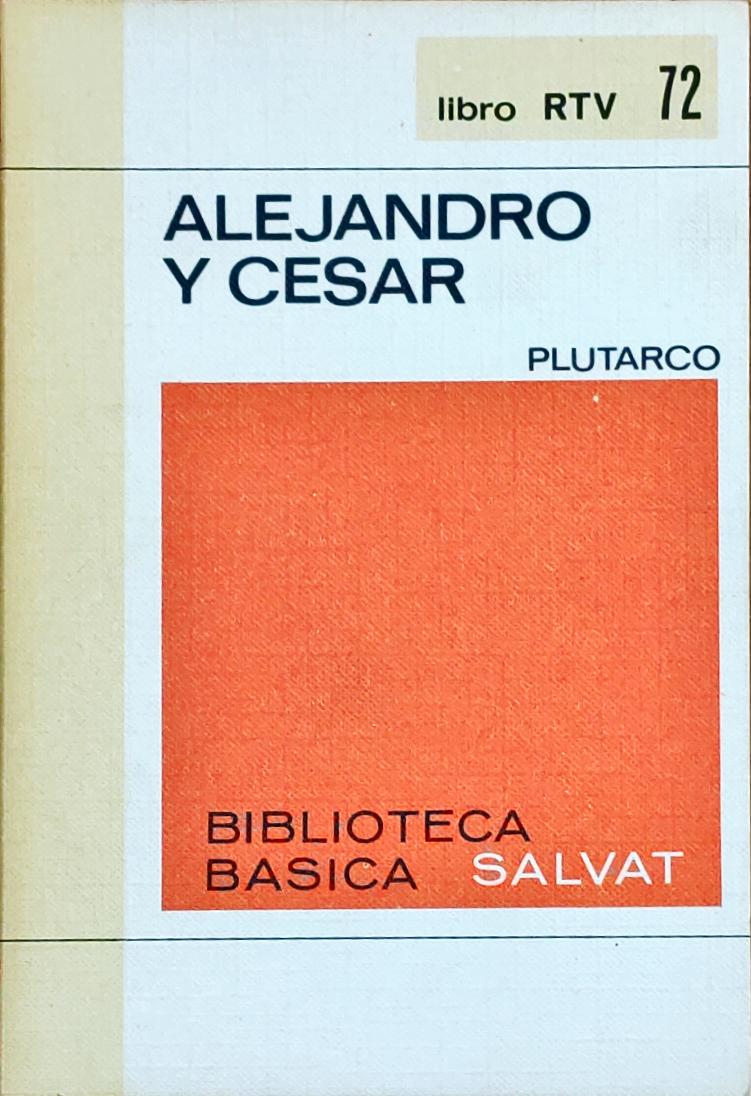 libro RTV 72
ALEJANDRO
Y CESAR
PLUTARCO
BIBLIOTECA
BASICA SALVAT